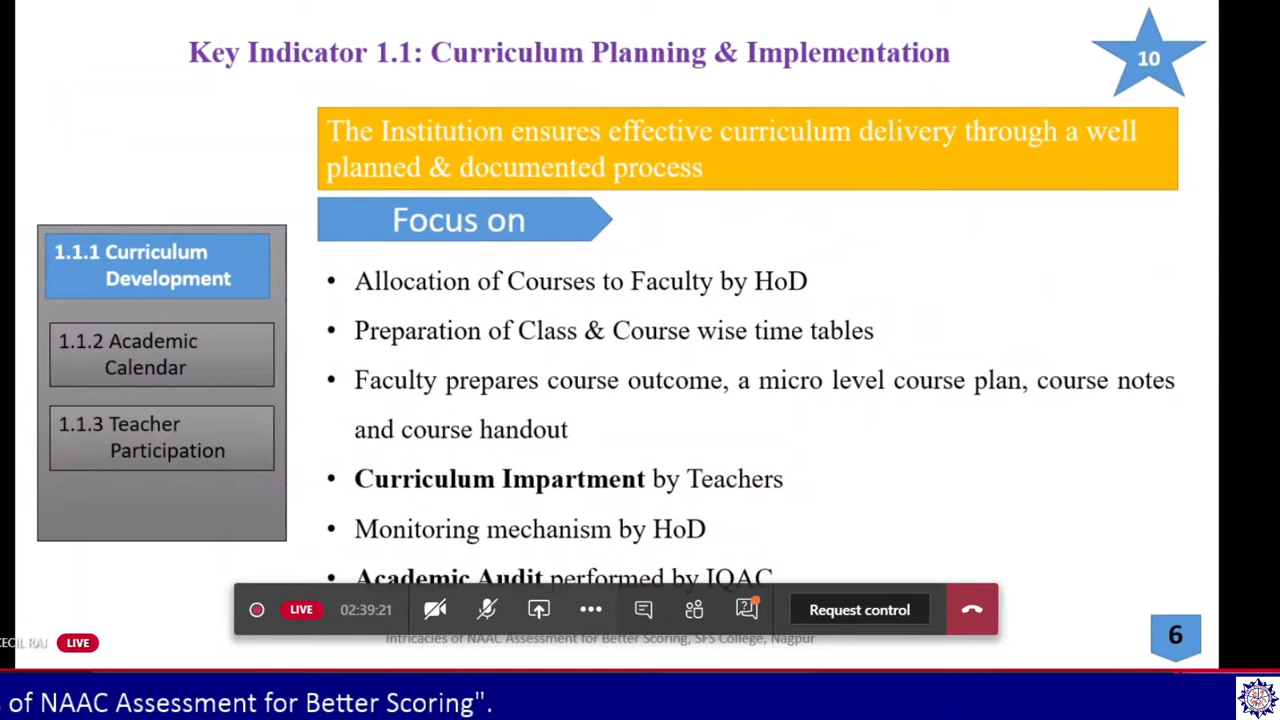 Key Indicator 1.1: Curriculum Planning & Implementation
10
The Institution ensures effective curriculum delivery through a well
planned & documented process
Focus on
1.1.1 Curriculum
Development
1.1.2 Academic
Calendar
1.1.3 Teacher
Participation
• Allocation of Courses to Faculty by HoD
• Preparation of Class & Course wise time tables
• Faculty prepares course outcome, a micro level course plan, course notes
and course handout
• Curriculum Impartment by Teachers
• Monitoring mechanism by HoD
• Academic Audit performed by IQAC
LIVE
02:39:21
Request control
Intricacies of NAAC Assessment for Better Scoring, SFS College, Nagpur
6
CECIL RAJ
LIVE
of NAAC Assessment for Better Scoring".